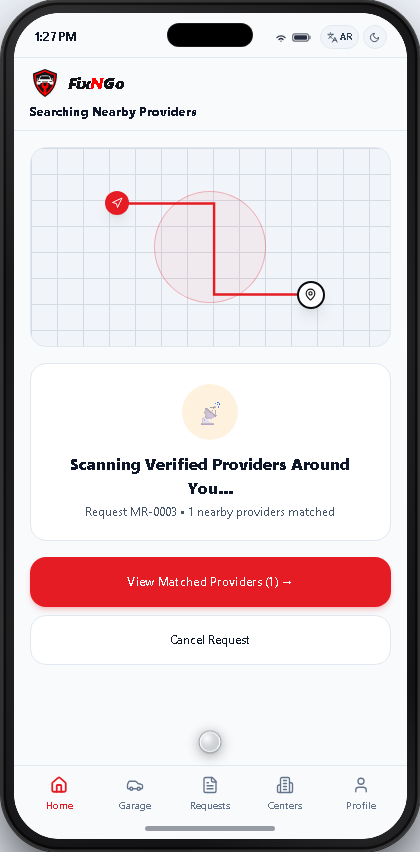 1:27 PM
AR
FixNGo
Searching Nearby Providers
Scanning Verified Providers Around
You...
Request MR-0003 • 1 nearby providers matched
View Matched Providers (1) →
Cancel Request
Home
Garage
Requests
Centers
Profile